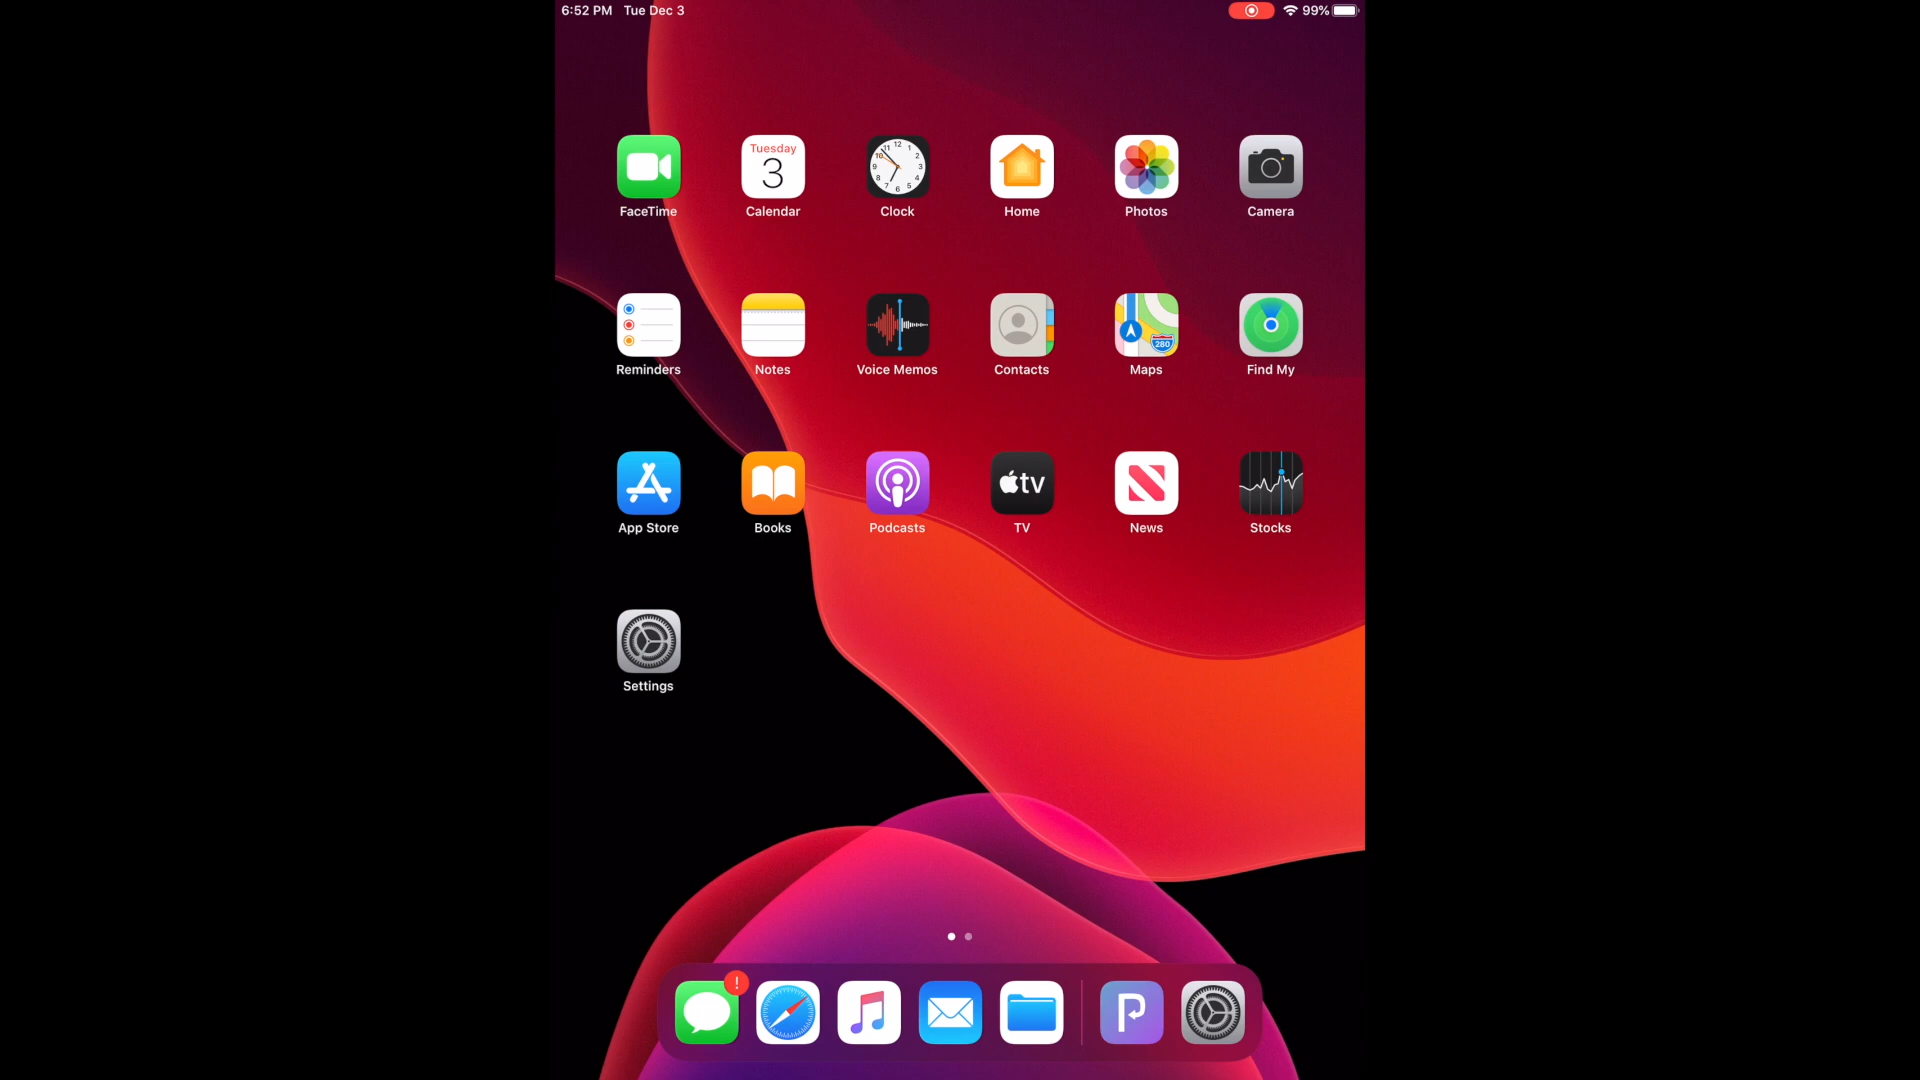 6:52 PM Tue Dec 3 99%
Tuesday
3
FaceTime Calendar Clock Home Photos Camera
280
Reminders Notes Voice Memos Contacts Maps Find My
tv
App Store Books Podcasts TV News Stocks
Settings
!
P